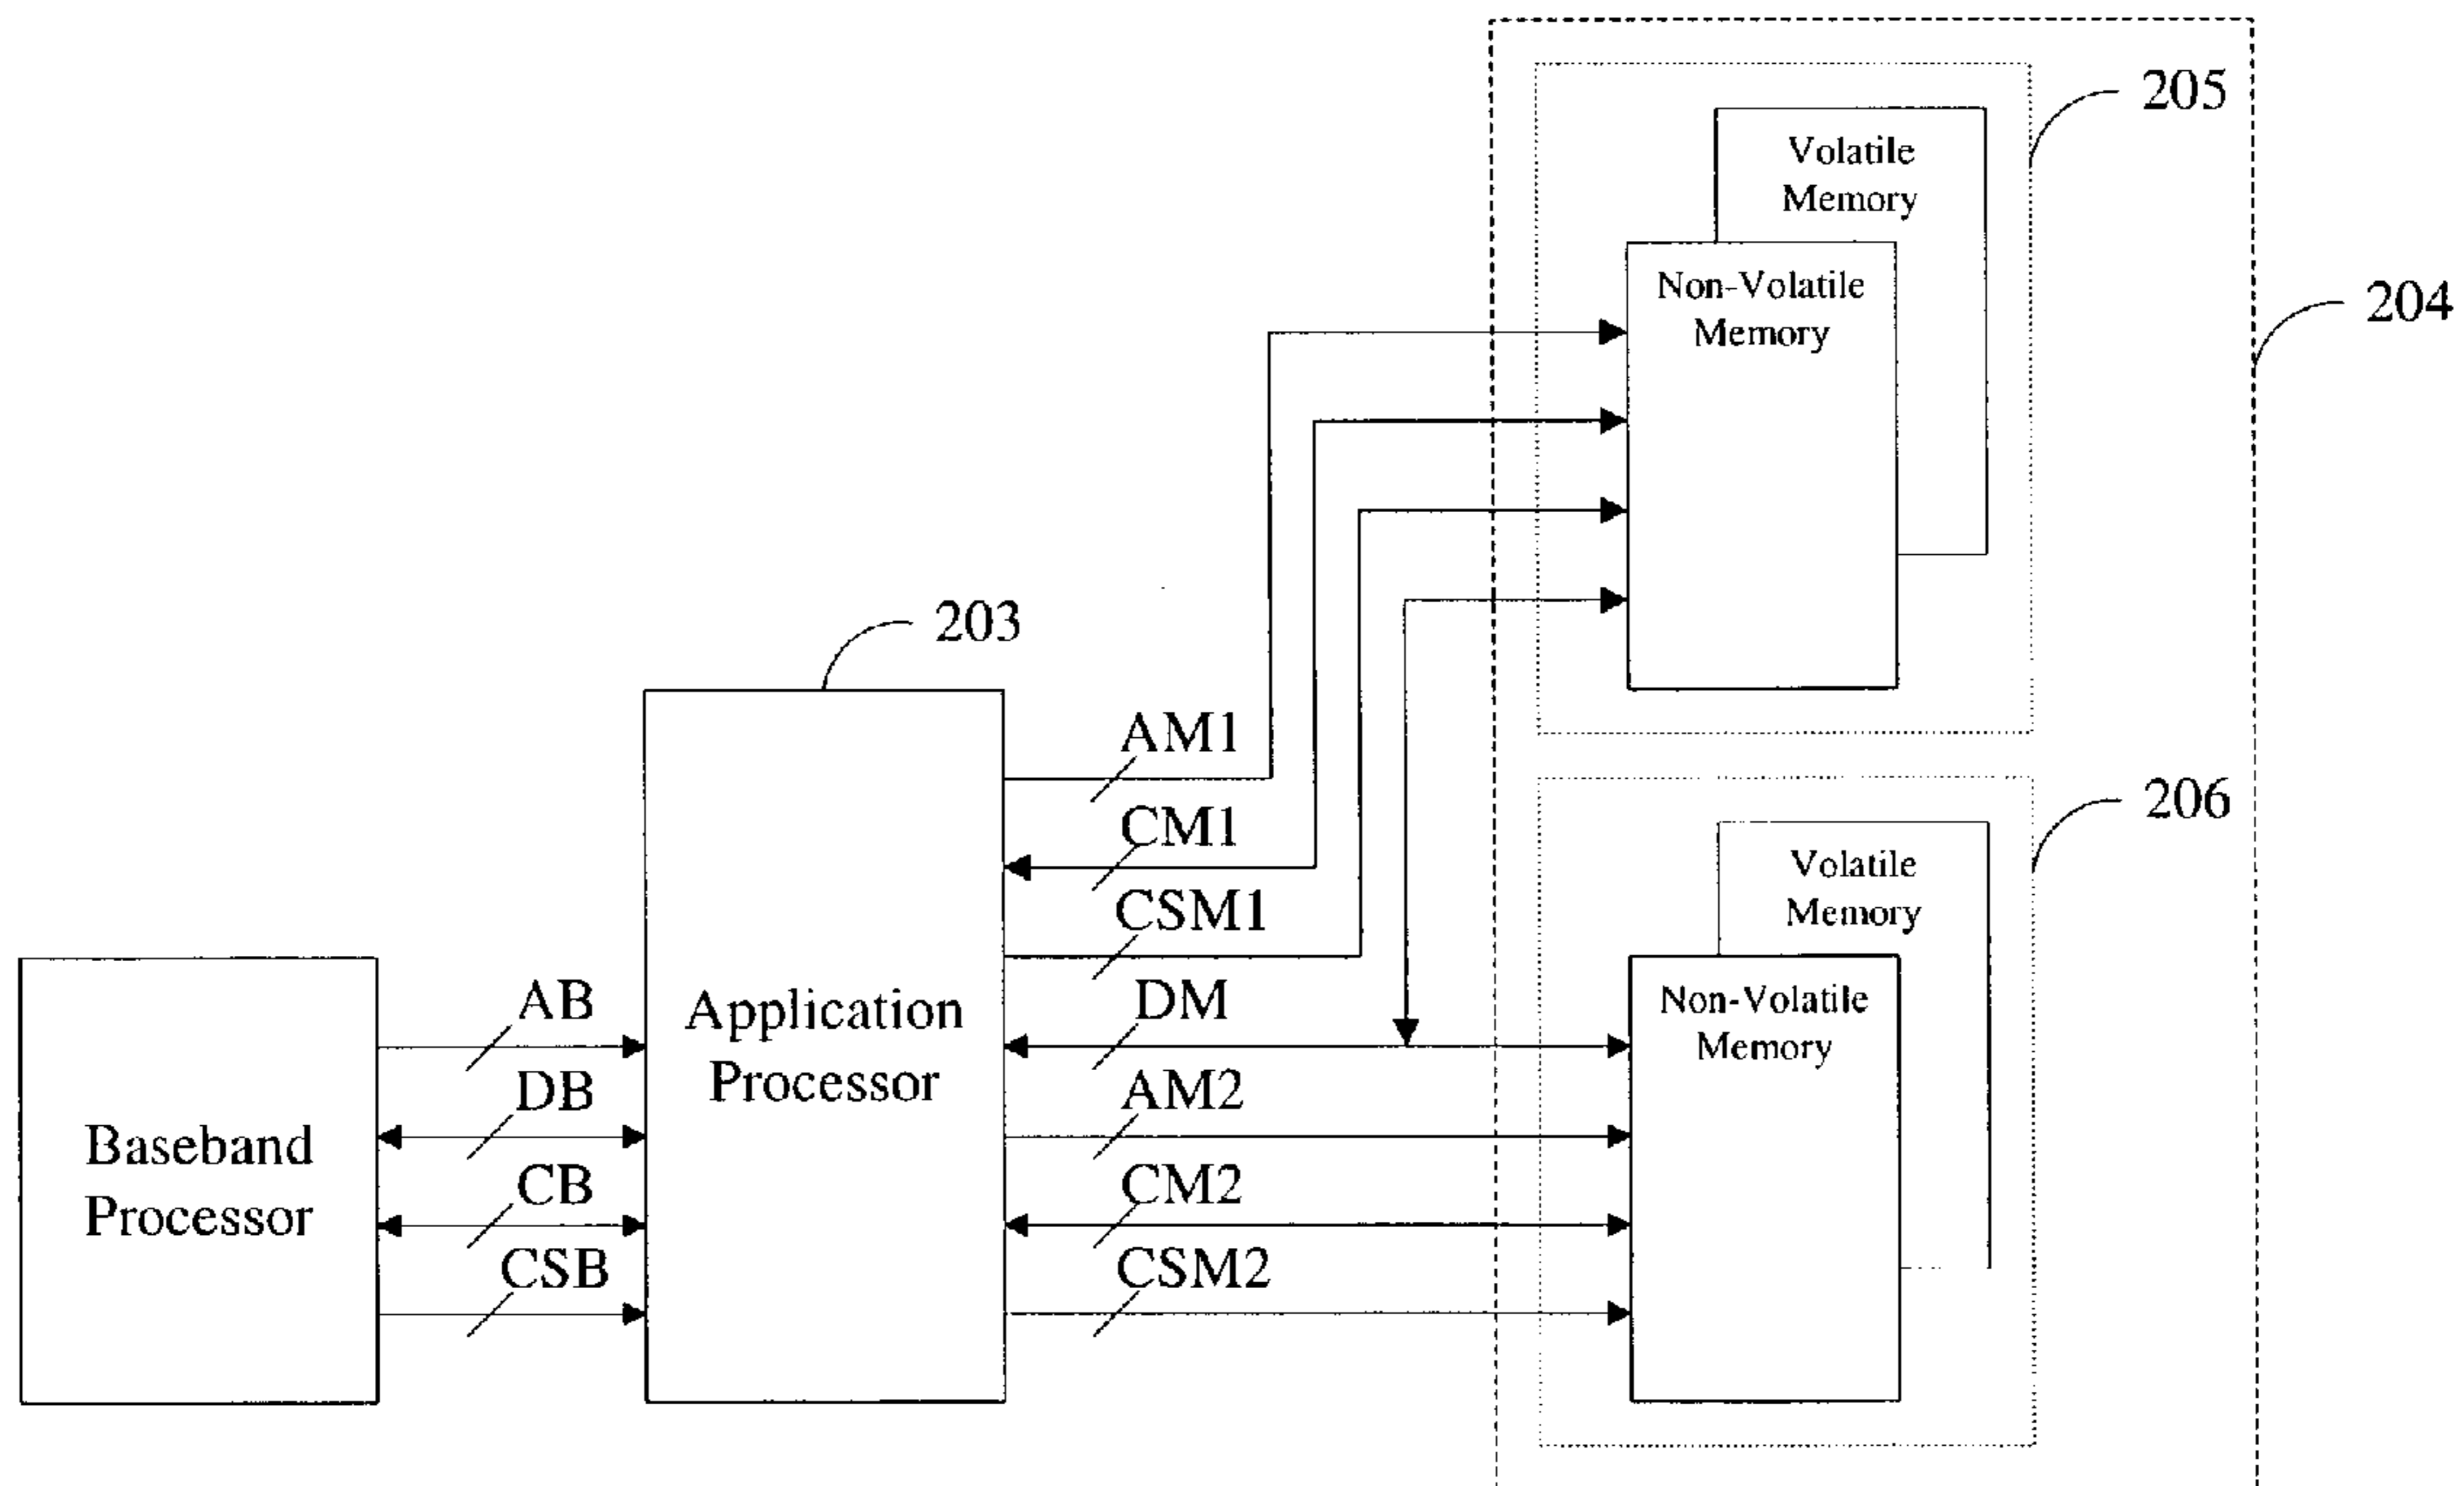 205
Volatile
Memory
Non-Volatile
Memory
204
203
AM1
CM1
CSM1
DM
AM2
CM2
CSM2
206
Volatile
Memory
Non-Volatile
Memory
Application
Processor
AB
DB
CB
CSB
Baseband
Processor